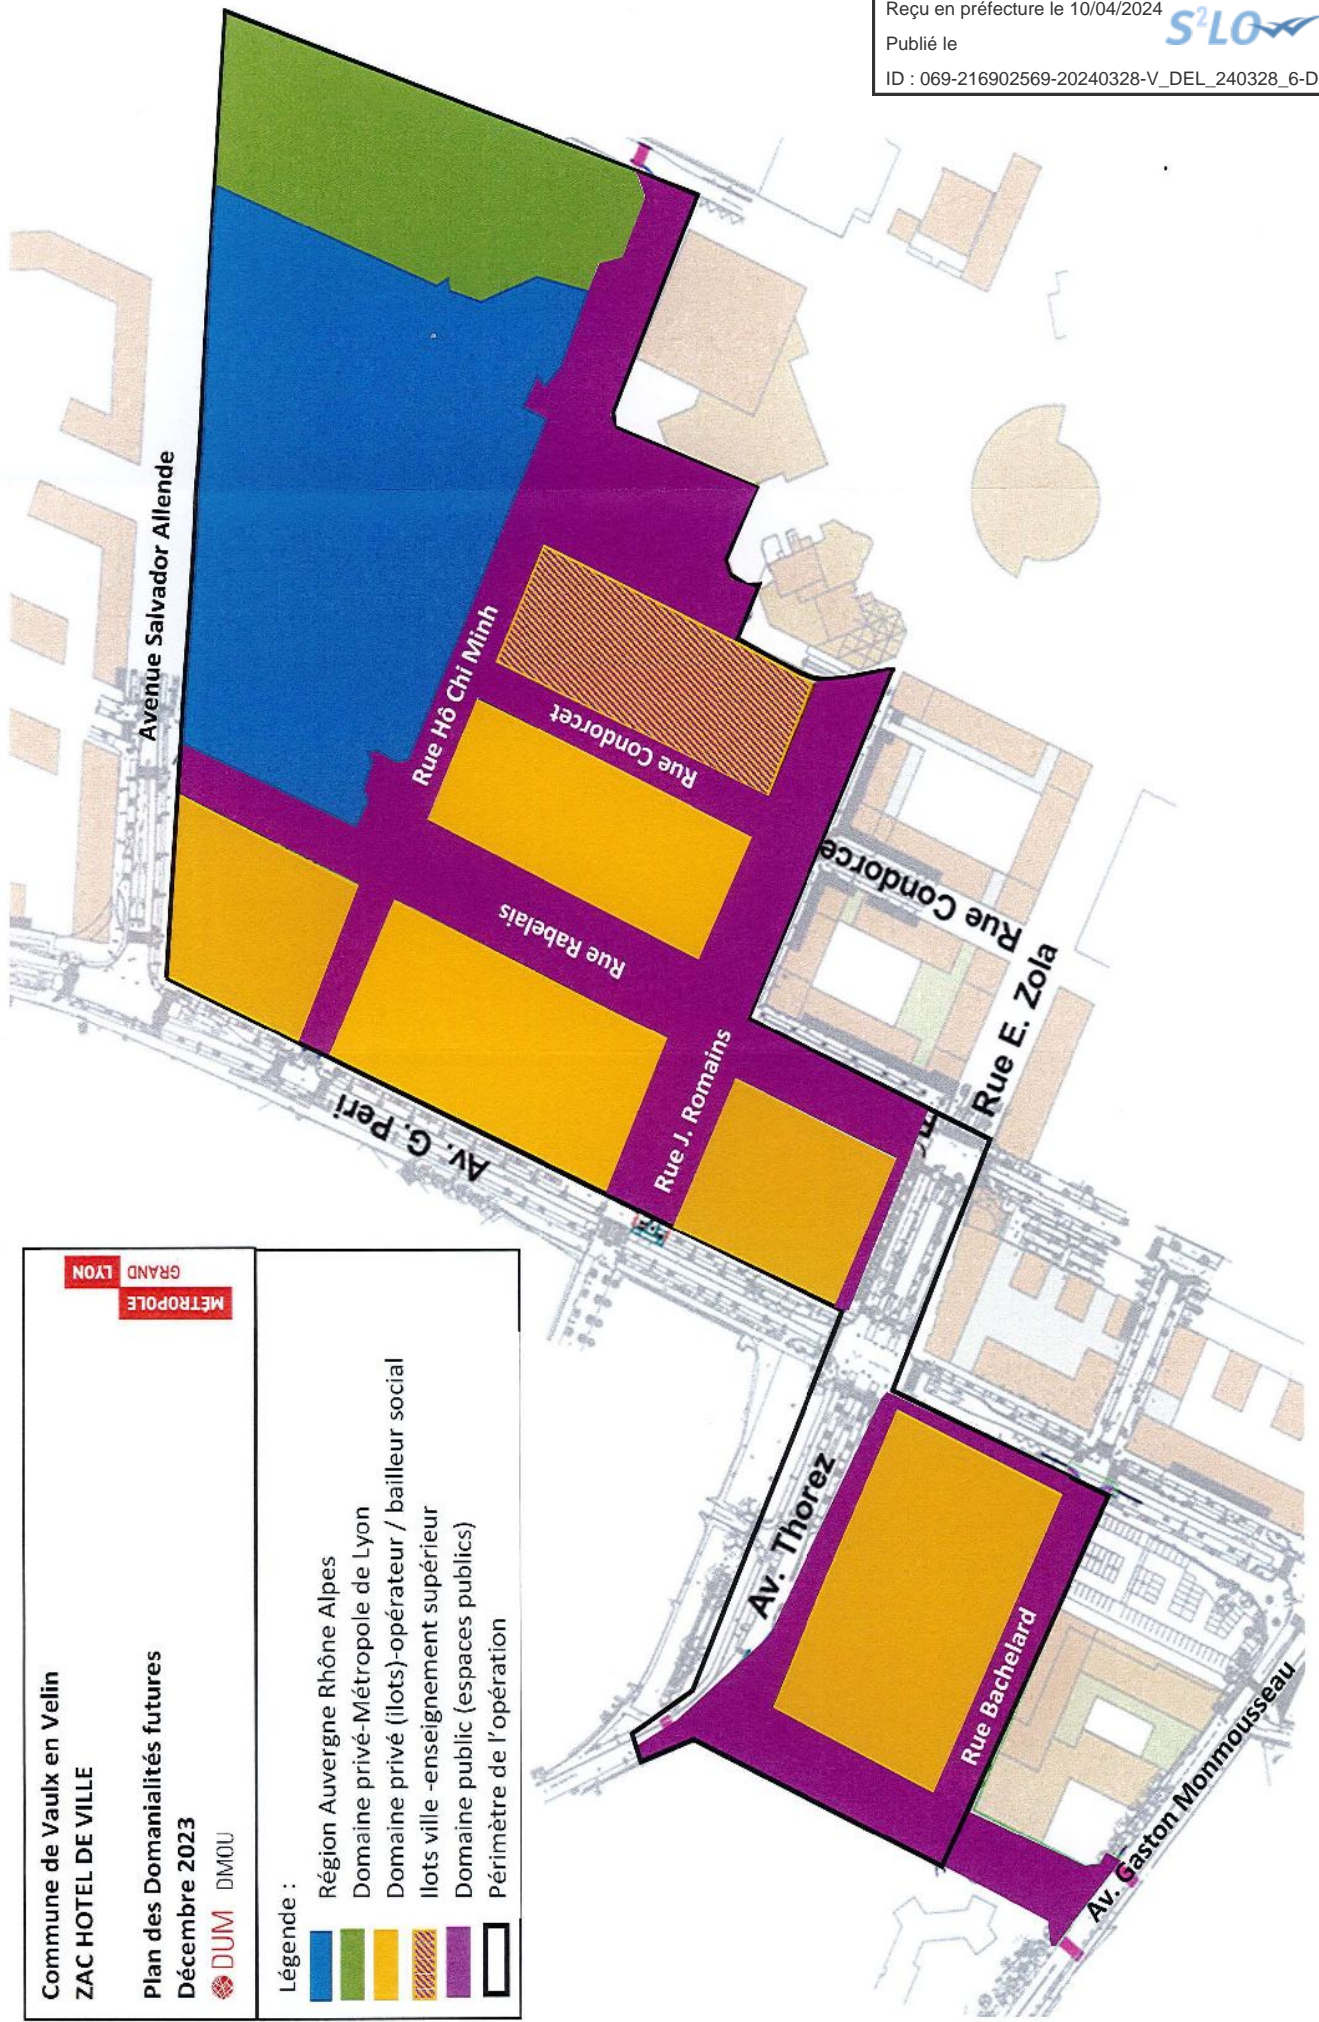 Reçu en préfecture le 10/04/2024
S²LO
Publié le
ID : 069-216902569-20240328-V_DEL_240328_6-D
Commune de Vaulx en Velin
ZAC HOTEL DE VILLE
Plan des Domanialités futures
Décembre 2023
DUM DMOU
GRAND LYON
MÉTROPOLE
Légende :
Région Auvergne Rhône Alpes
Domaine privé-Métropole de Lyon
Domaine privé (ilots)-opérateur / bailleur social
Ilots ville -enseignement supérieur
Domaine public (espaces publics)
Périmètre de l'opération
Avenue Salvador Allende
Rue Hô Chi Minh
Rue Condorcet
Rue Rabelais
Av. G. Peri
Rue J. Romains
Rue Condorce
Rue E. Zola
Av. Thorez
Rue Bachelard
Av. Gaston Monmousseau